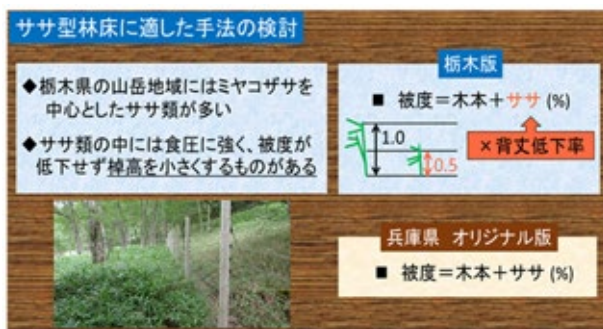 ササ型林床に適した手法の検討
◆栃木県の山岳地域にはミヤコザサを
中心としたササ類が多い
◆ササ類の中には食圧に強く、被度が
低下せず稈高を小さくするものがある
栃木版
■ 被度=木本+ササ (%)
1.0
0.5
×背丈低下率
兵庫県 オリジナル版
■ 被度=木本+ササ (%)